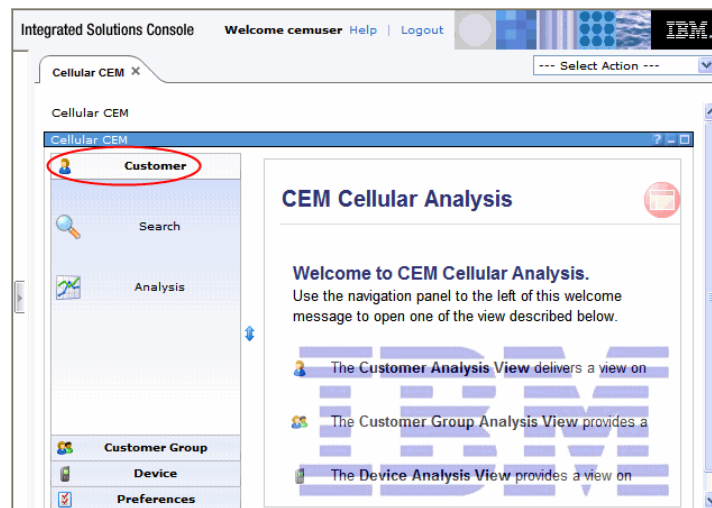 Integrated Solutions Console Welcome cemuser Help | Logout IBM.
Cellular CEM ×
--- Select Action ---
Cellular CEM
Cellular CEM
Customer
Search
Analysis
Customer Group
Device
Preferences
CEM Cellular Analysis
Welcome to CEM Cellular Analysis.
Use the navigation panel to the left of this welcome
message to open one of the view described below.
The Customer Analysis View delivers a view on
The Customer Group Analysis View provides a
The Device Analysis View provides a view on
IBM